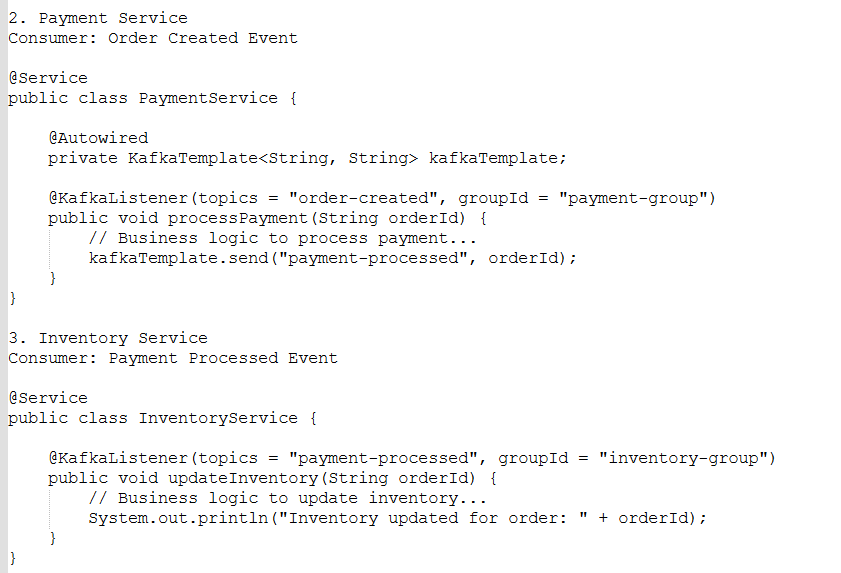 2. Payment Service
Consumer: Order Created Event
@Service
public class PaymentService {
@Autowired
private KafkaTemplate<String, String> kafkaTemplate;
@KafkaListener(topics = "order-created", groupId = "payment-group")
public void processPayment(String orderId) {
// Business logic to process payment...
kafkaTemplate.send("payment-processed", orderId);
}
}
3. Inventory Service
Consumer: Payment Processed Event
@Service
public class InventoryService {
@KafkaListener(topics = "payment-processed", groupId = "inventory-group")
public void updateInventory(String orderId) {
// Business logic to update inventory...
System.out.println("Inventory updated for order: " + orderId);
}
}